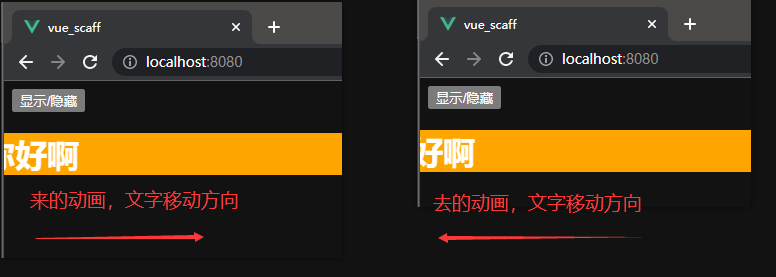 vue_scaff
localhost:8080
显示/隐藏
你好啊
来的动画，文字移动方向
vue_scaff
localhost:8080
显示/隐藏
好啊
去的动画，文字移动方向